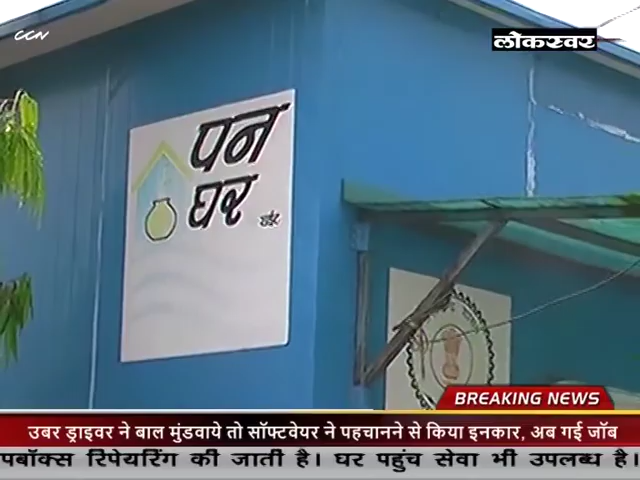 CCN
लोकस्वर
पन
घर
BREAKING NEWS
उबर ड्राइवर ने बाल मुंडवाये तो सॉफ्टवेयर ने पहचानने से किया इनकार, अब गई जॉब
पबॉक्स रिपेयरिंग की जाती है। घर पहुंच सेवा भी उपलब्ध है।